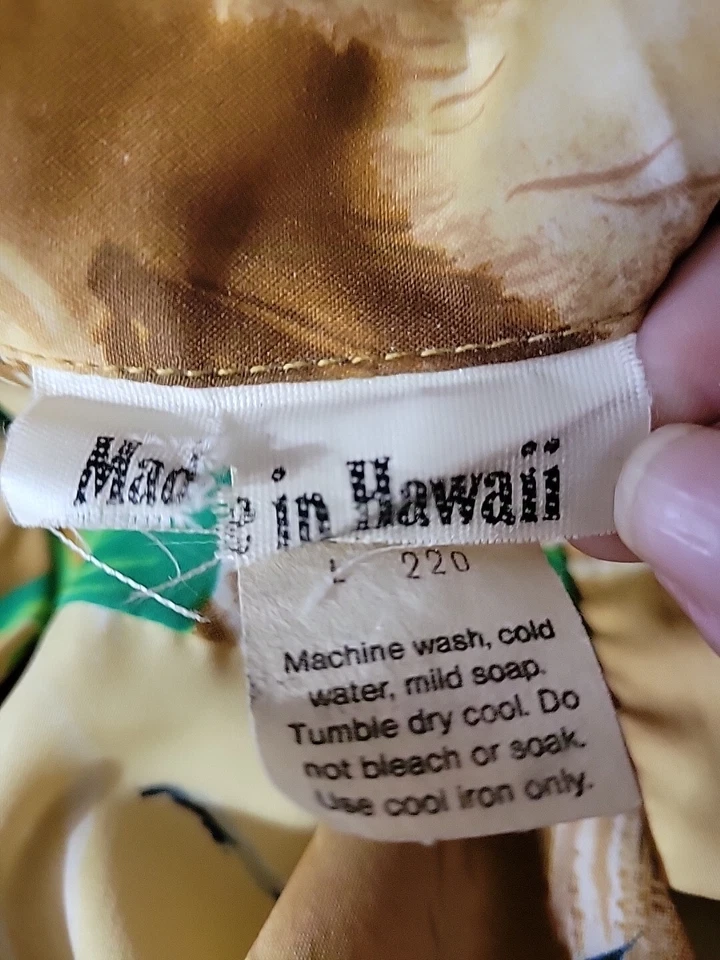 Made in Hawaii
L 220
Machine wash, cold
water, mild soap.
Tumble dry cool. Do
not bleach or soak.
Use cool iron only.